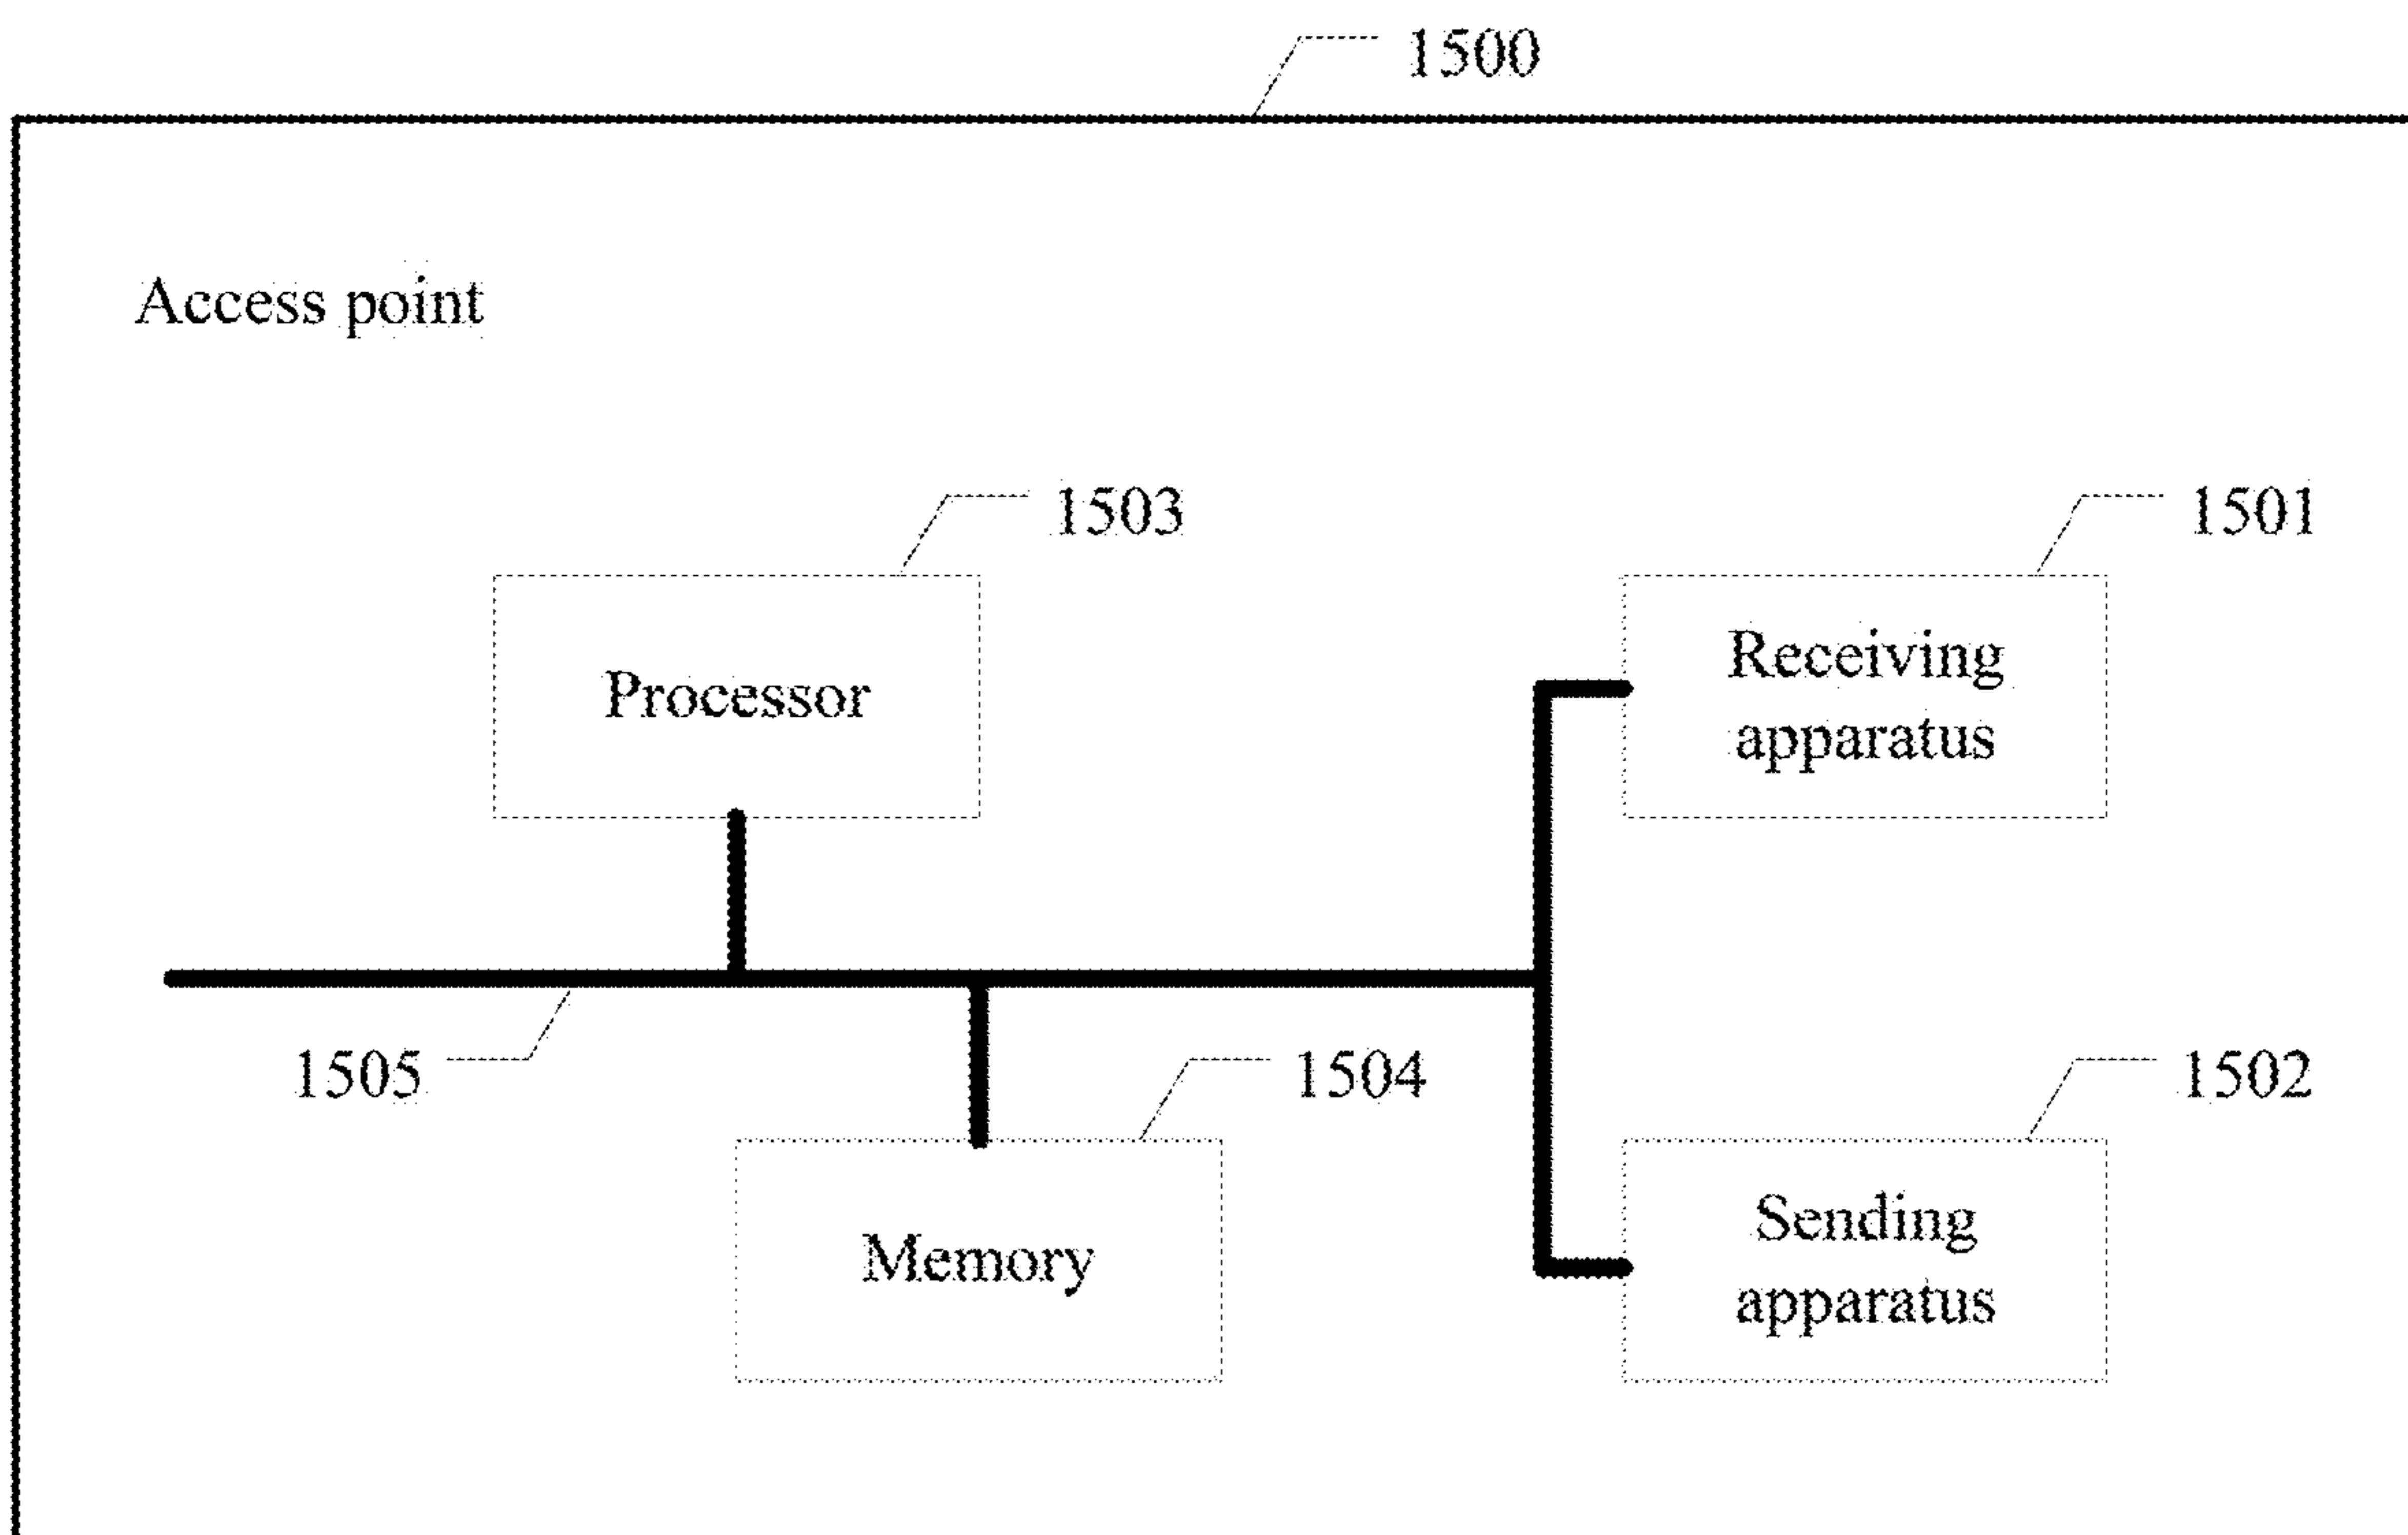 1500
Access point
1503
1501
Processor
Receiving
apparatus
1505
1504
1502
Memory
Sending
apparatus